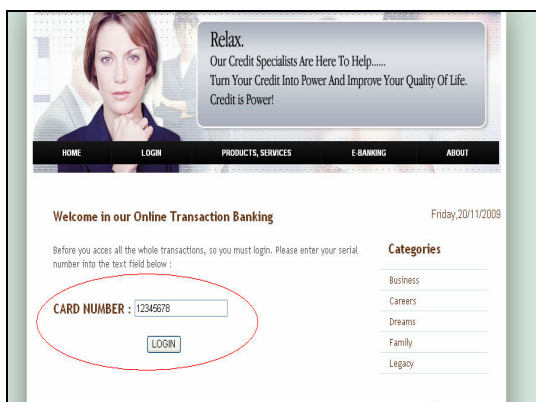 Relax.
Our Credit Specialists Are Here To Help......
Turn Your Credit Into Power And Improve Your Quality Of Life.
Credit is Power!
HOME LOGIN PRODUCTS, SERVICES E-BANKING ABOUT
Welcome in our Online Transaction Banking
Friday,20/11/2009
Before you acces all the whole transactions, so you must login. Please enter your serial
number into the text field below :
CARD NUMBER : 12345678
LOGIN
Categories
Business
Careers
Dreams
Family
Legacy